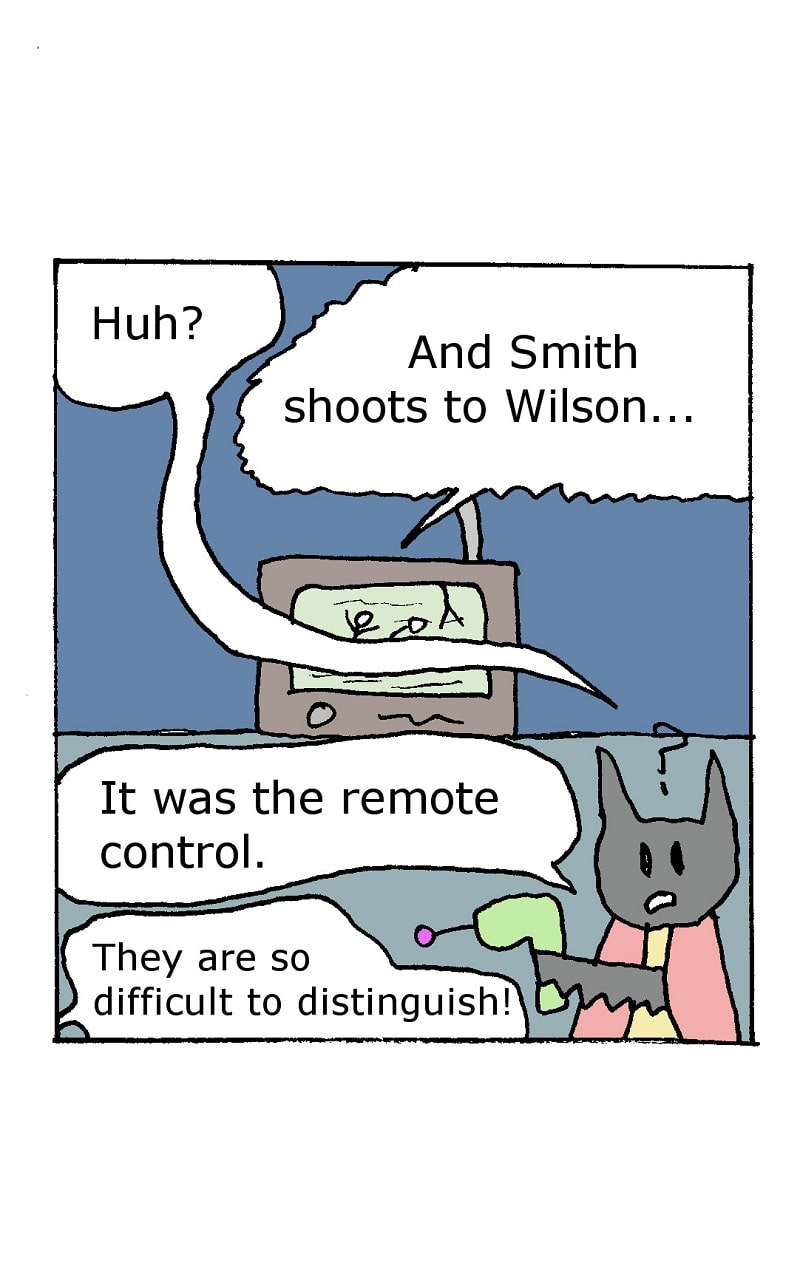 Huh?
And Smith
shoots to Wilson...
It was the remote
control.
They are so
difficult to distinguish!